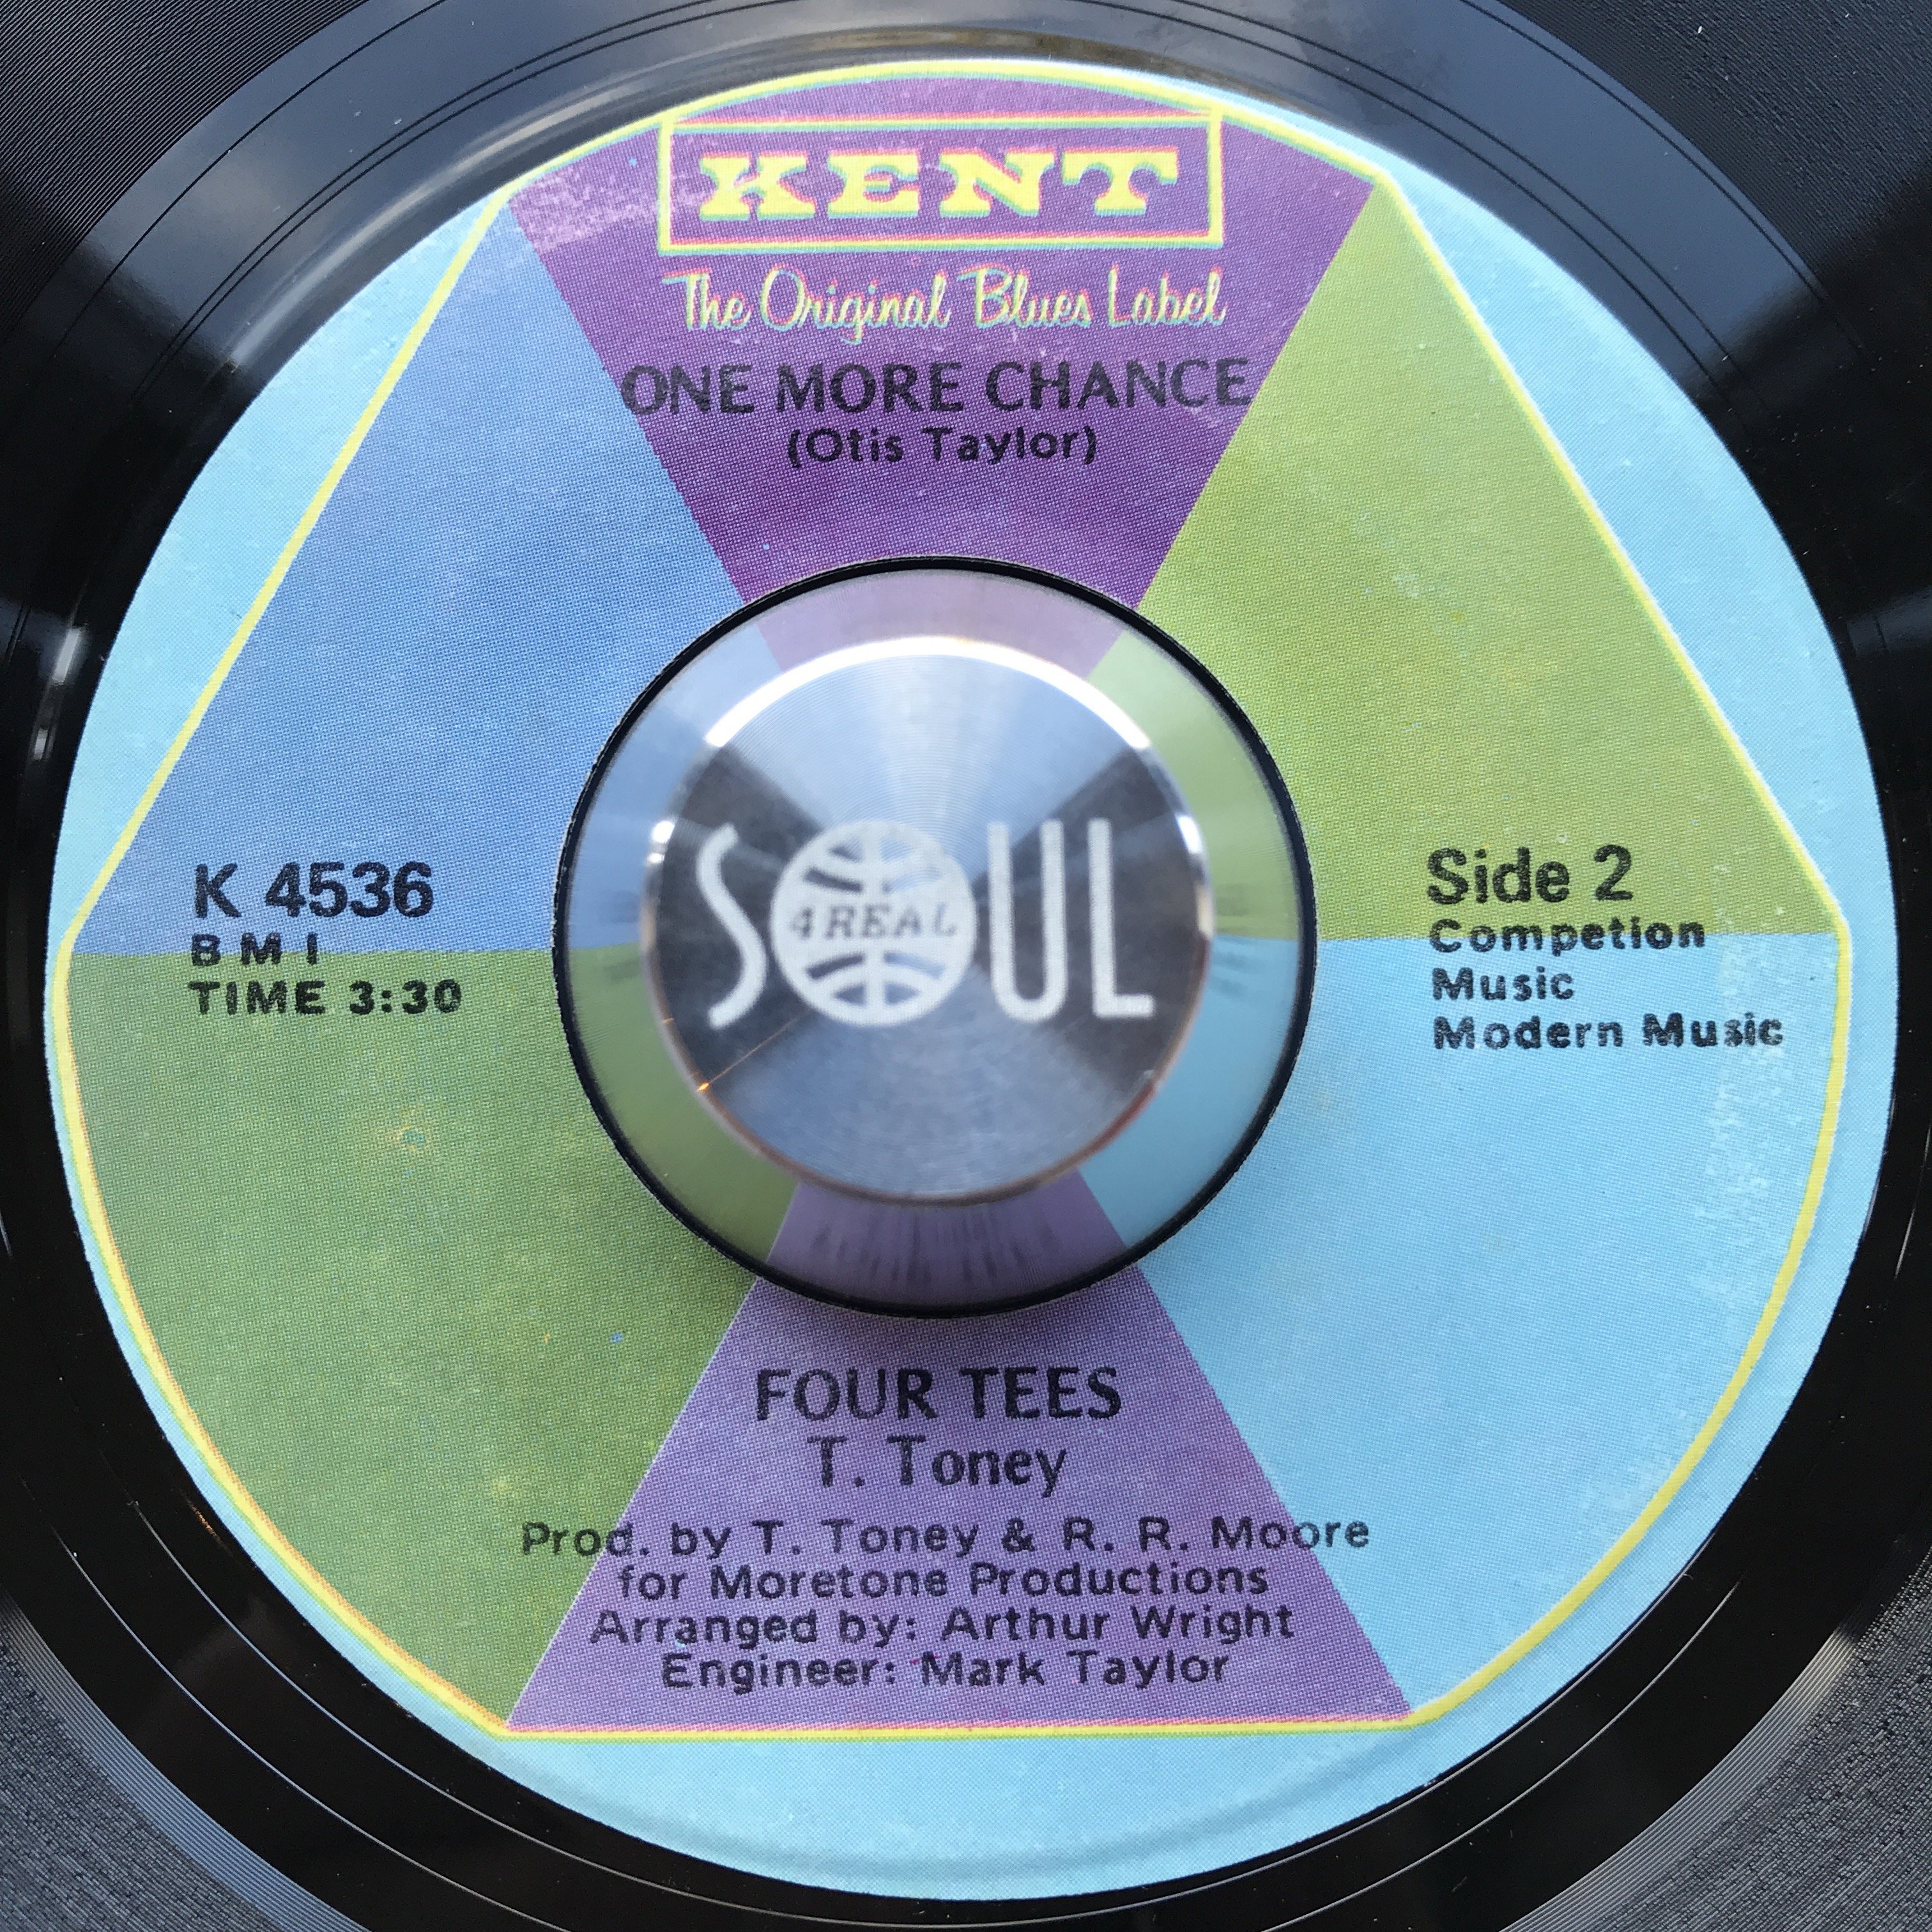 KENT
The Original Blues Label
ONE MORE CHANCE
(Otis Taylor)
K 4536
B M I
TIME 3:30
SOUL
4 REAL
Side 2
Competion
Music
Modern Music
FOUR TEES
T. Toney
Prod. by T. Toney & R. R. Moore
for Moretone Productions
Arranged by: Arthur Wright
Engineer: Mark Taylor